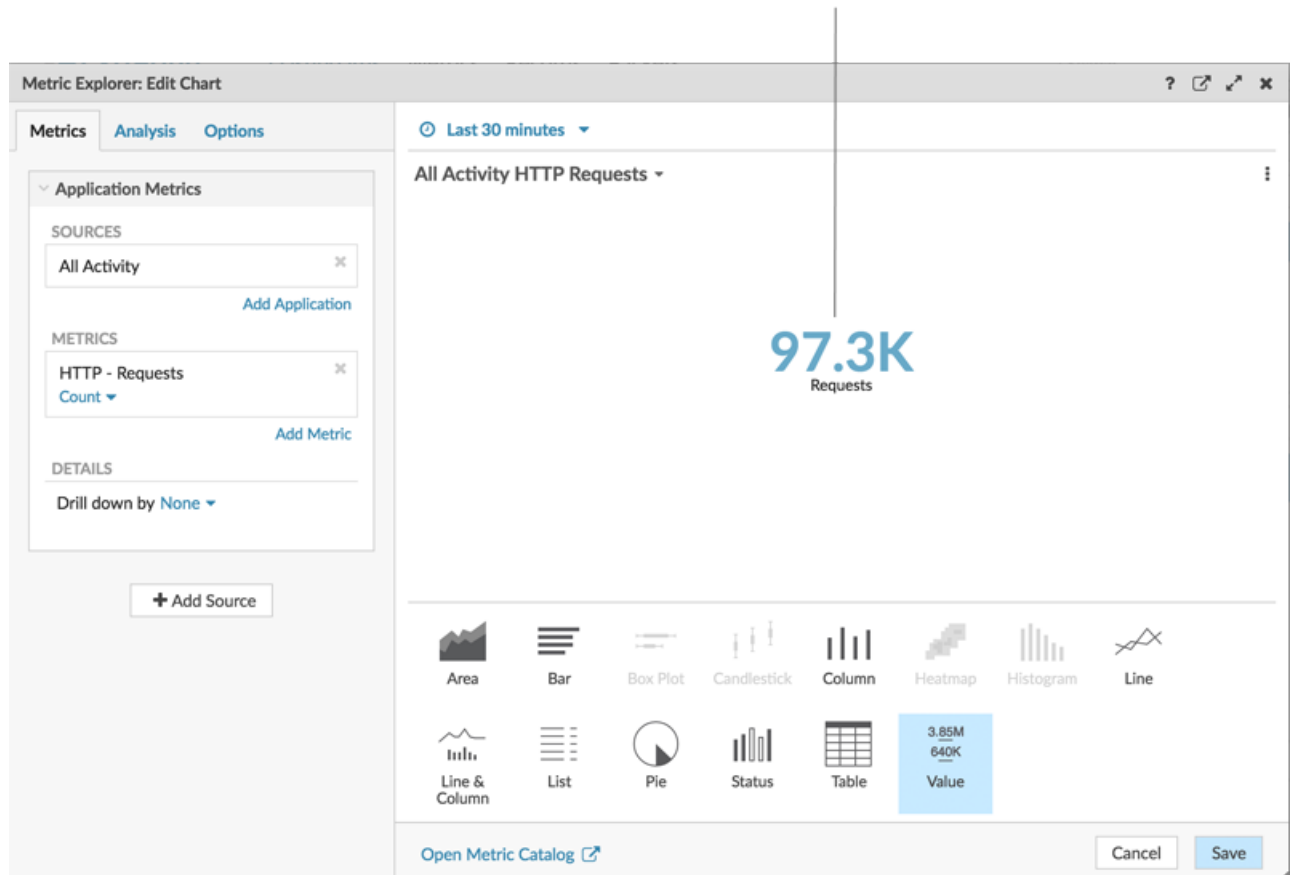 Metric Explorer: Edit Chart
?
Metrics Analysis Options
Last 30 minutes
Application Metrics
All Activity HTTP Requests
SOURCES
All Activity
Add Application
METRICS
HTTP - Requests
Count
Add Metric
DETAILS
Drill down by None
+ Add Source
97.3K
Requests
Area Bar Box Plot Candlestick Column Heatmap Histogram Line
3.85M
640K
Line & Column List Pie Status Table Value
Open Metric Catalog
Cancel Save